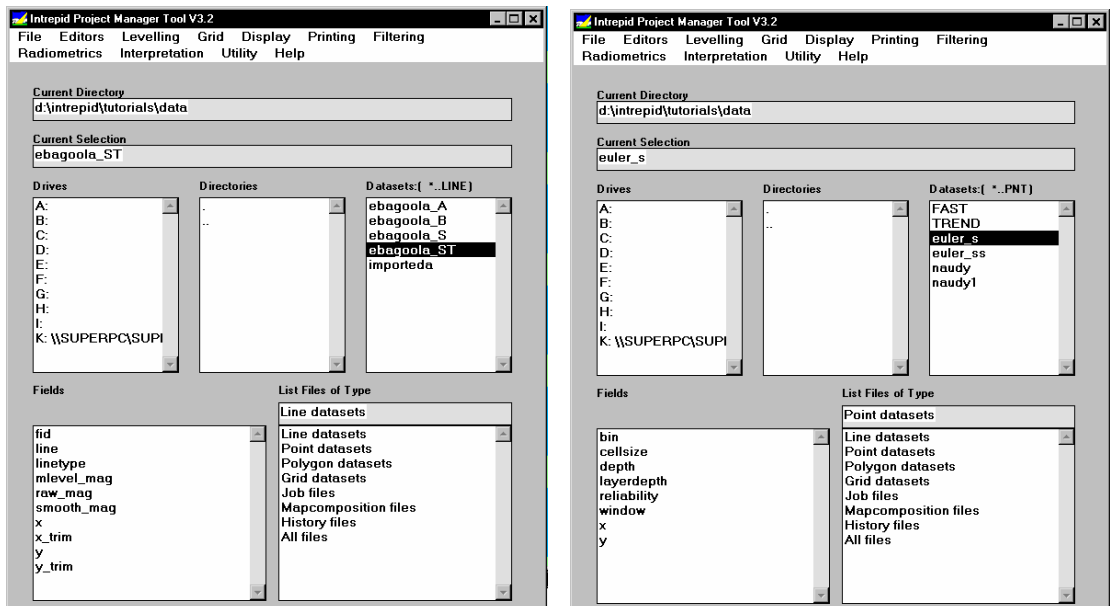 Intrepid Project Manager Tool V3.2
File Editors Levelling Grid Display Printing Filtering
Radiometrics Interpretation Utility Help
Current Directory
d:\intrepid\tutorials\data
Current Selection
ebagoola_ST
Drives
A:
B:
C:
D:
E:
F:
G:
H:
I:
K: \\SUPERPC\SUPI
Directories
.
..
Datasets:( *..LINE)
ebagoola_A
ebagoola_B
ebagoola_S
ebagoola_ST
importeda
Fields
fid
line
linetype
mlevel_mag
raw_mag
smooth_mag
x
x_trim
y
y_trim
List Files of Type
Line datasets
Line datasets
Point datasets
Polygon datasets
Grid datasets
Job files
Mapcomposition files
History files
All files
Intrepid Project Manager Tool V3.2
File Editors Levelling Grid Display Printing Filtering
Radiometrics Interpretation Utility Help
Current Directory
d:\intrepid\tutorials\data
Current Selection
euler_s
Drives
A:
B:
C:
D:
E:
F:
G:
H:
I:
K: \\SUPERPC\SUPI
Directories
.
..
Datasets:( *..PNT)
FAST
TREND
euler_s
euler_ss
naudy
naudy1
Fields
bin
cellsize
depth
layerdepth
reliability
window
x
y
List Files of Type
Point datasets
Line datasets
Point datasets
Polygon datasets
Grid datasets
Job files
Mapcomposition files
History files
All files